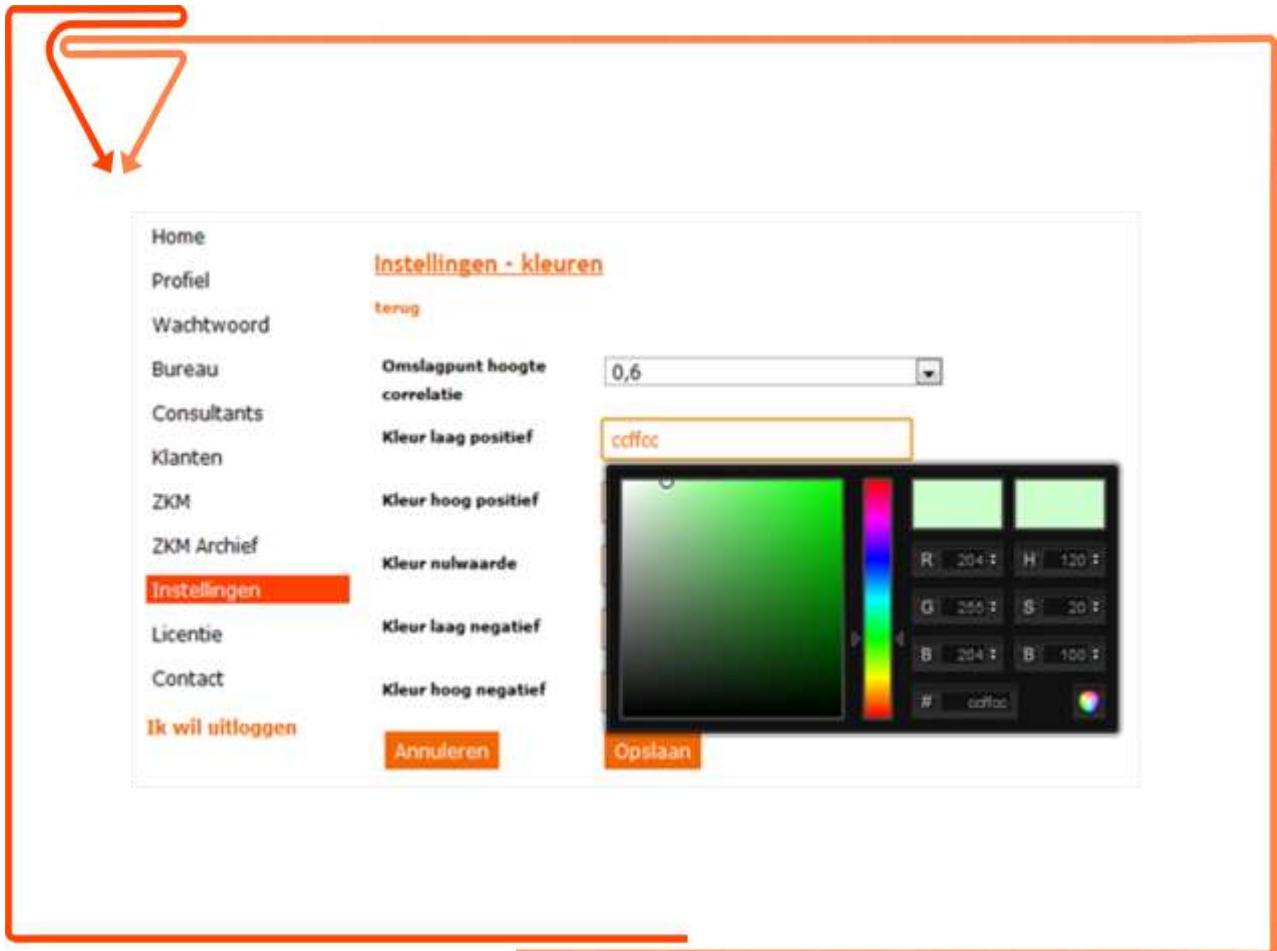 Home
Profiel
Wachtwoord
Bureau
Consultants
Klanten
ZKM
ZKM Archief
Instellingen
Licentie
Contact
Ik wil uitloggen
Instellingen - kleuren
terug
Omslagpunt hoogte
correlatie
0,6
Kleur laag positief
ccffcc
Kleur hoog positief
Kleur nulwaarde
Kleur laag negatief
Kleur hoog negatief
R 204 H 120
G 255 S 20
B 204 B 100
# ccffcc
Annuleren
Opslaan